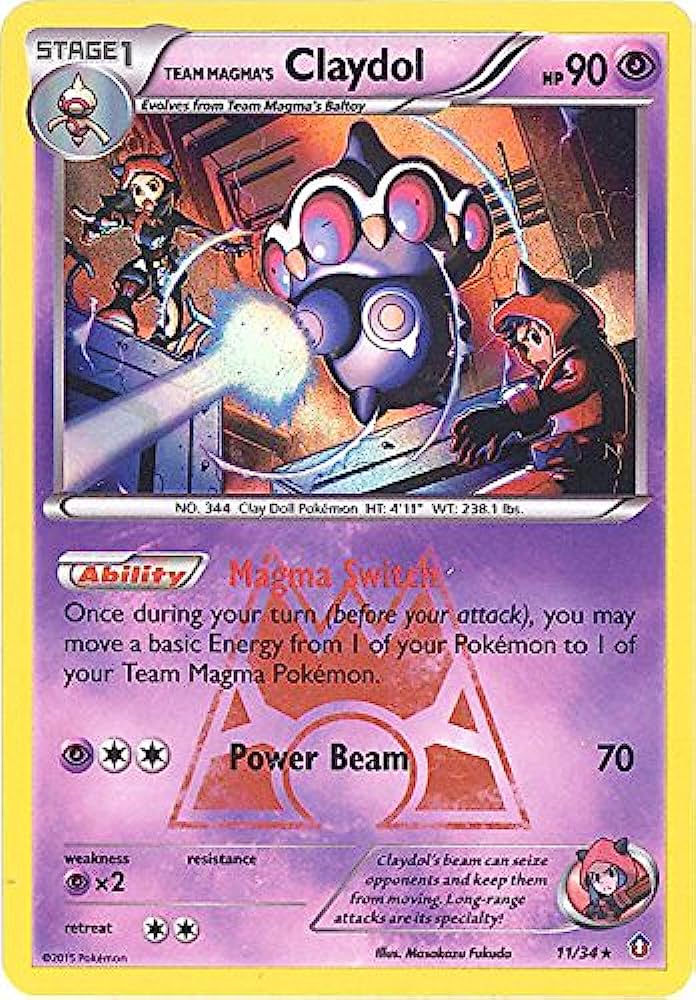 STAGE 1
TEAM MAGMA'S Claydol HP 90
Evolves from Team Magma's Baltoy
NO. 344 Clay Doll Pokémon HT: 4'11" WT: 238.1 lbs.
Ability Magma Switch
Once during your turn (before your attack), you may
move a basic Energy from 1 of your Pokémon to 1 of
your Team Magma Pokémon.
Power Beam 70
weakness resistance
×2
retreat
Claydol's beam can seize
opponents and keep them
from moving. Long-range
attacks are its specialty!
©2015 Pokémon Illus. Masakazu Fukuda 11/34 ★